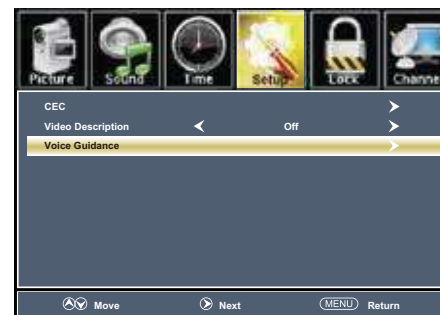 Picture Sound Time Setup Lock Channe
CEC
Video Description Off
Voice Guidance
Move Next MENU Return